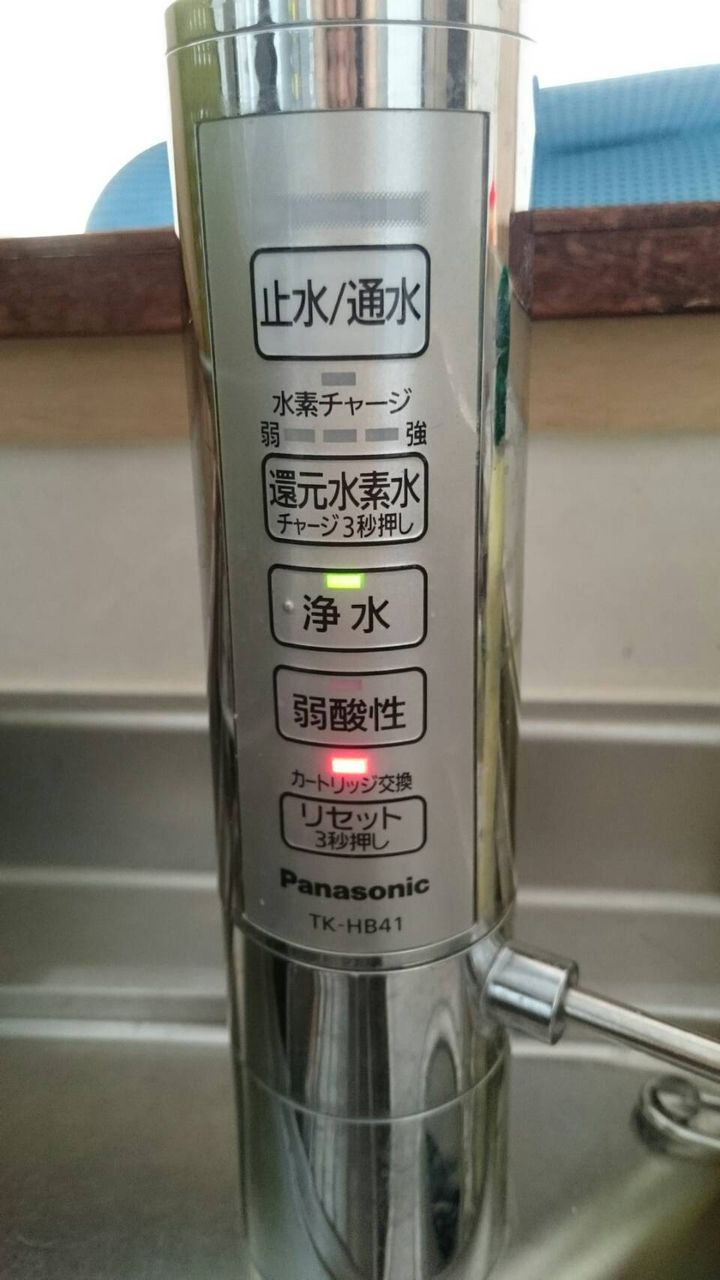 止水/通水
水素チャージ
弱 強
還元水素水
チャージ3秒押し
浄水
弱酸性
カートリッジ交換
リセット
3秒押し
Panasonic
TK-HB41